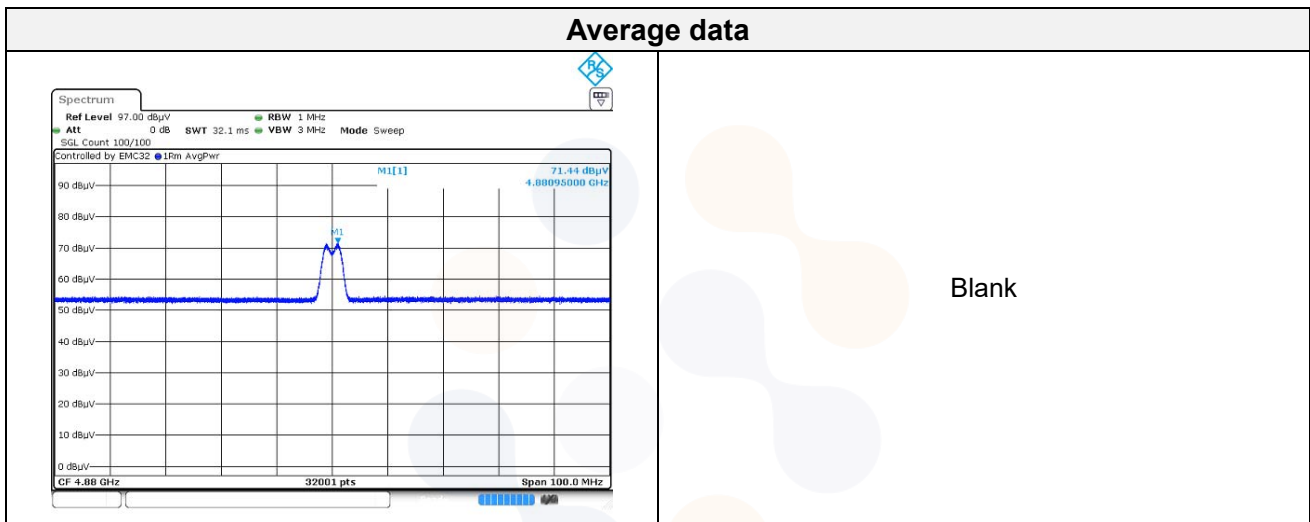 Average data
R&S
Spectrum
Ref Level 97.00 dBµV RBW 1 MHz
Att 0 dB SWT 32.1 ms VBW 3 MHz Mode Sweep
SGL Count 100/100
Controlled by EMC32 1Rm AvgPwr
M1[1] 71.44 dBµV
4.88095000 GHz
90 dBµV
80 dBµV
M1
70 dBµV
60 dBµV
50 dBµV
40 dBµV
30 dBµV
20 dBµV
10 dBµV
0 dBµV
CF 4.88 GHz 32001 pts Span 100.0 MHz
Blank